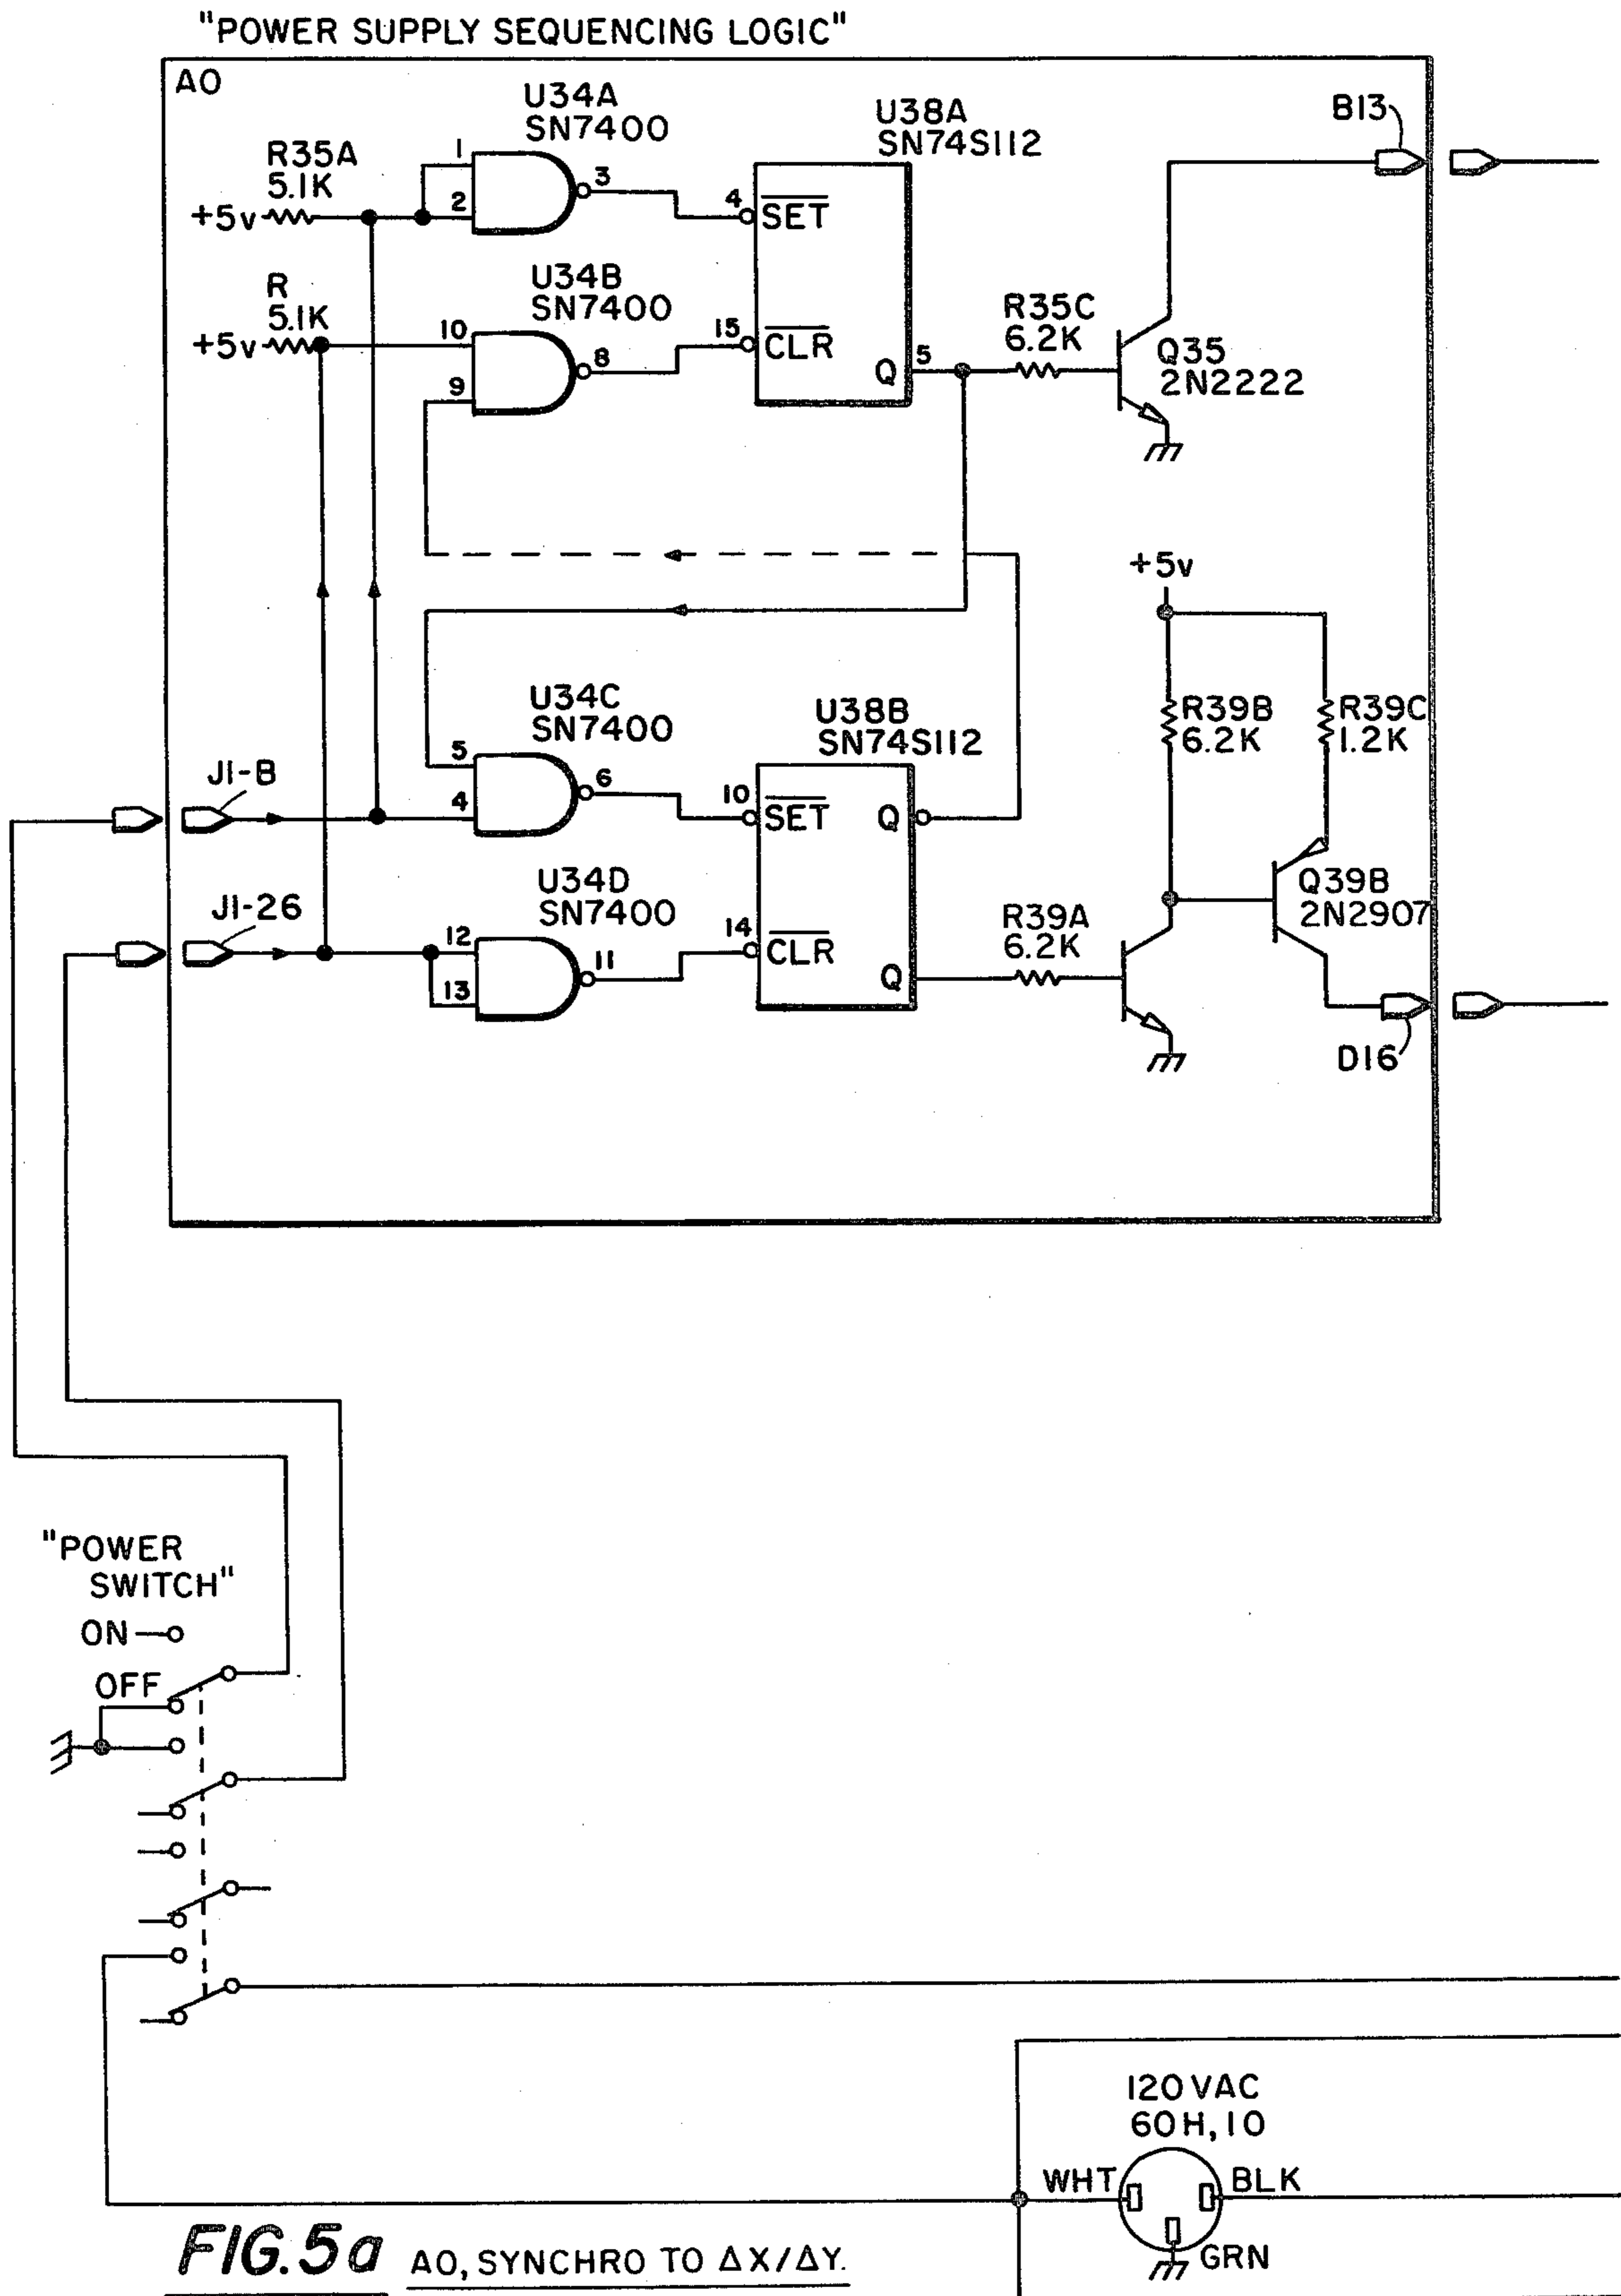 "POWER SUPPLY SEQUENCING LOGIC"
A0
U34A
SN7400
U38A
SN74S112
B13
R35A
5.1K
+5v
1
2
3
4
SET
R
5.1K
+5v
U34B
SN7400
10
9
8
15
CLR
Q
5
R35C
6.2K
Q35
2N2222
+5v
U34C
SN7400
U38B
SN74S112
R39B
6.2K
R39C
1.2K
J1-B
5
4
6
10
SET
Q
J1-26
U34D
SN7400
12
13
11
14
CLR
Q
R39A
6.2K
Q39B
2N2907
D16
"POWER
SWITCH"
ON
OFF
120VAC
60H, 10
WHT
BLK
GRN
FIG.5a A0, SYNCHRO TO ΔX/ΔY.